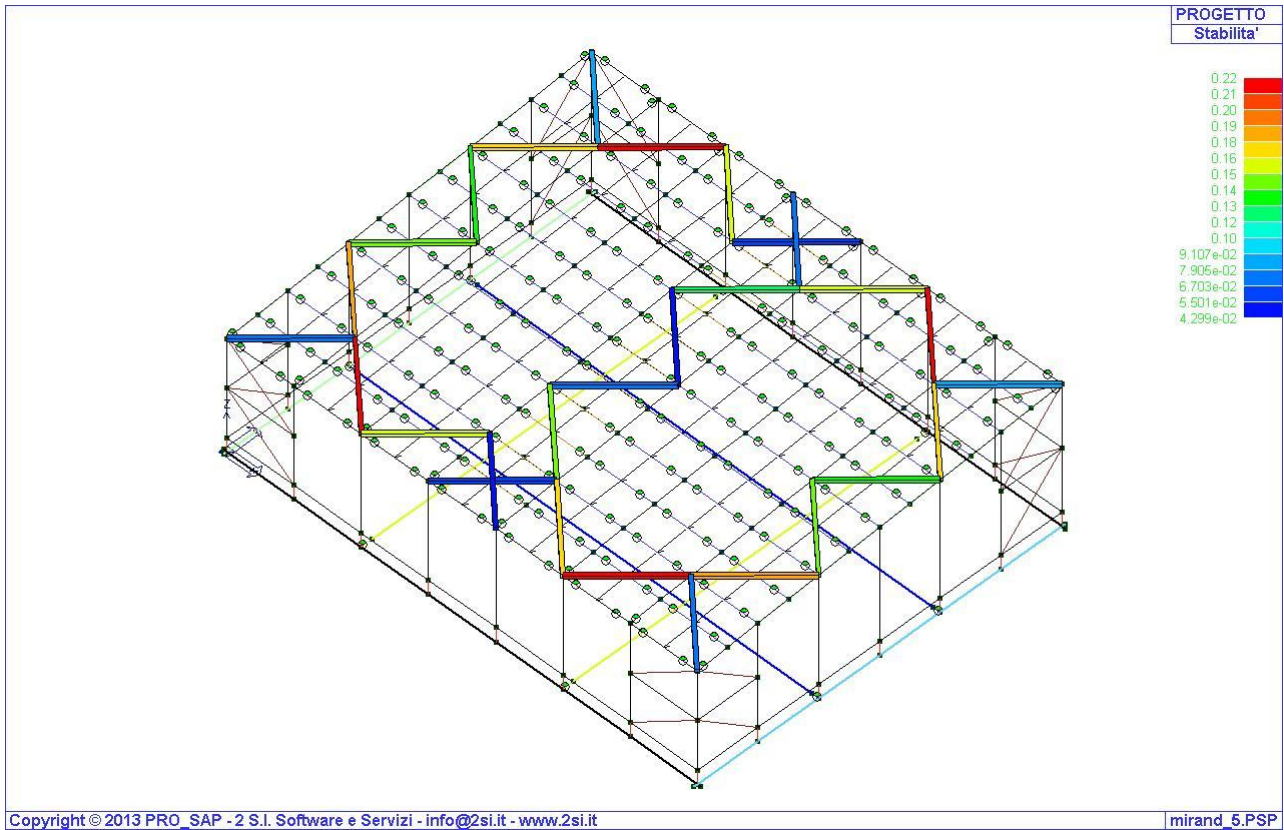 PROGETTO
Stabilita'
0.22
0.21
0.20
0.19
0.18
0.16
0.15
0.14
0.13
0.12
0.10
9.107e-02
7.905e-02
6.703e-02
5.501e-02
4.299e-02
Z
Copyright © 2013 PRO_SAP - 2 S.I. Software e Servizi - info@2si.it - www.2si.it
mirand_5.PSP